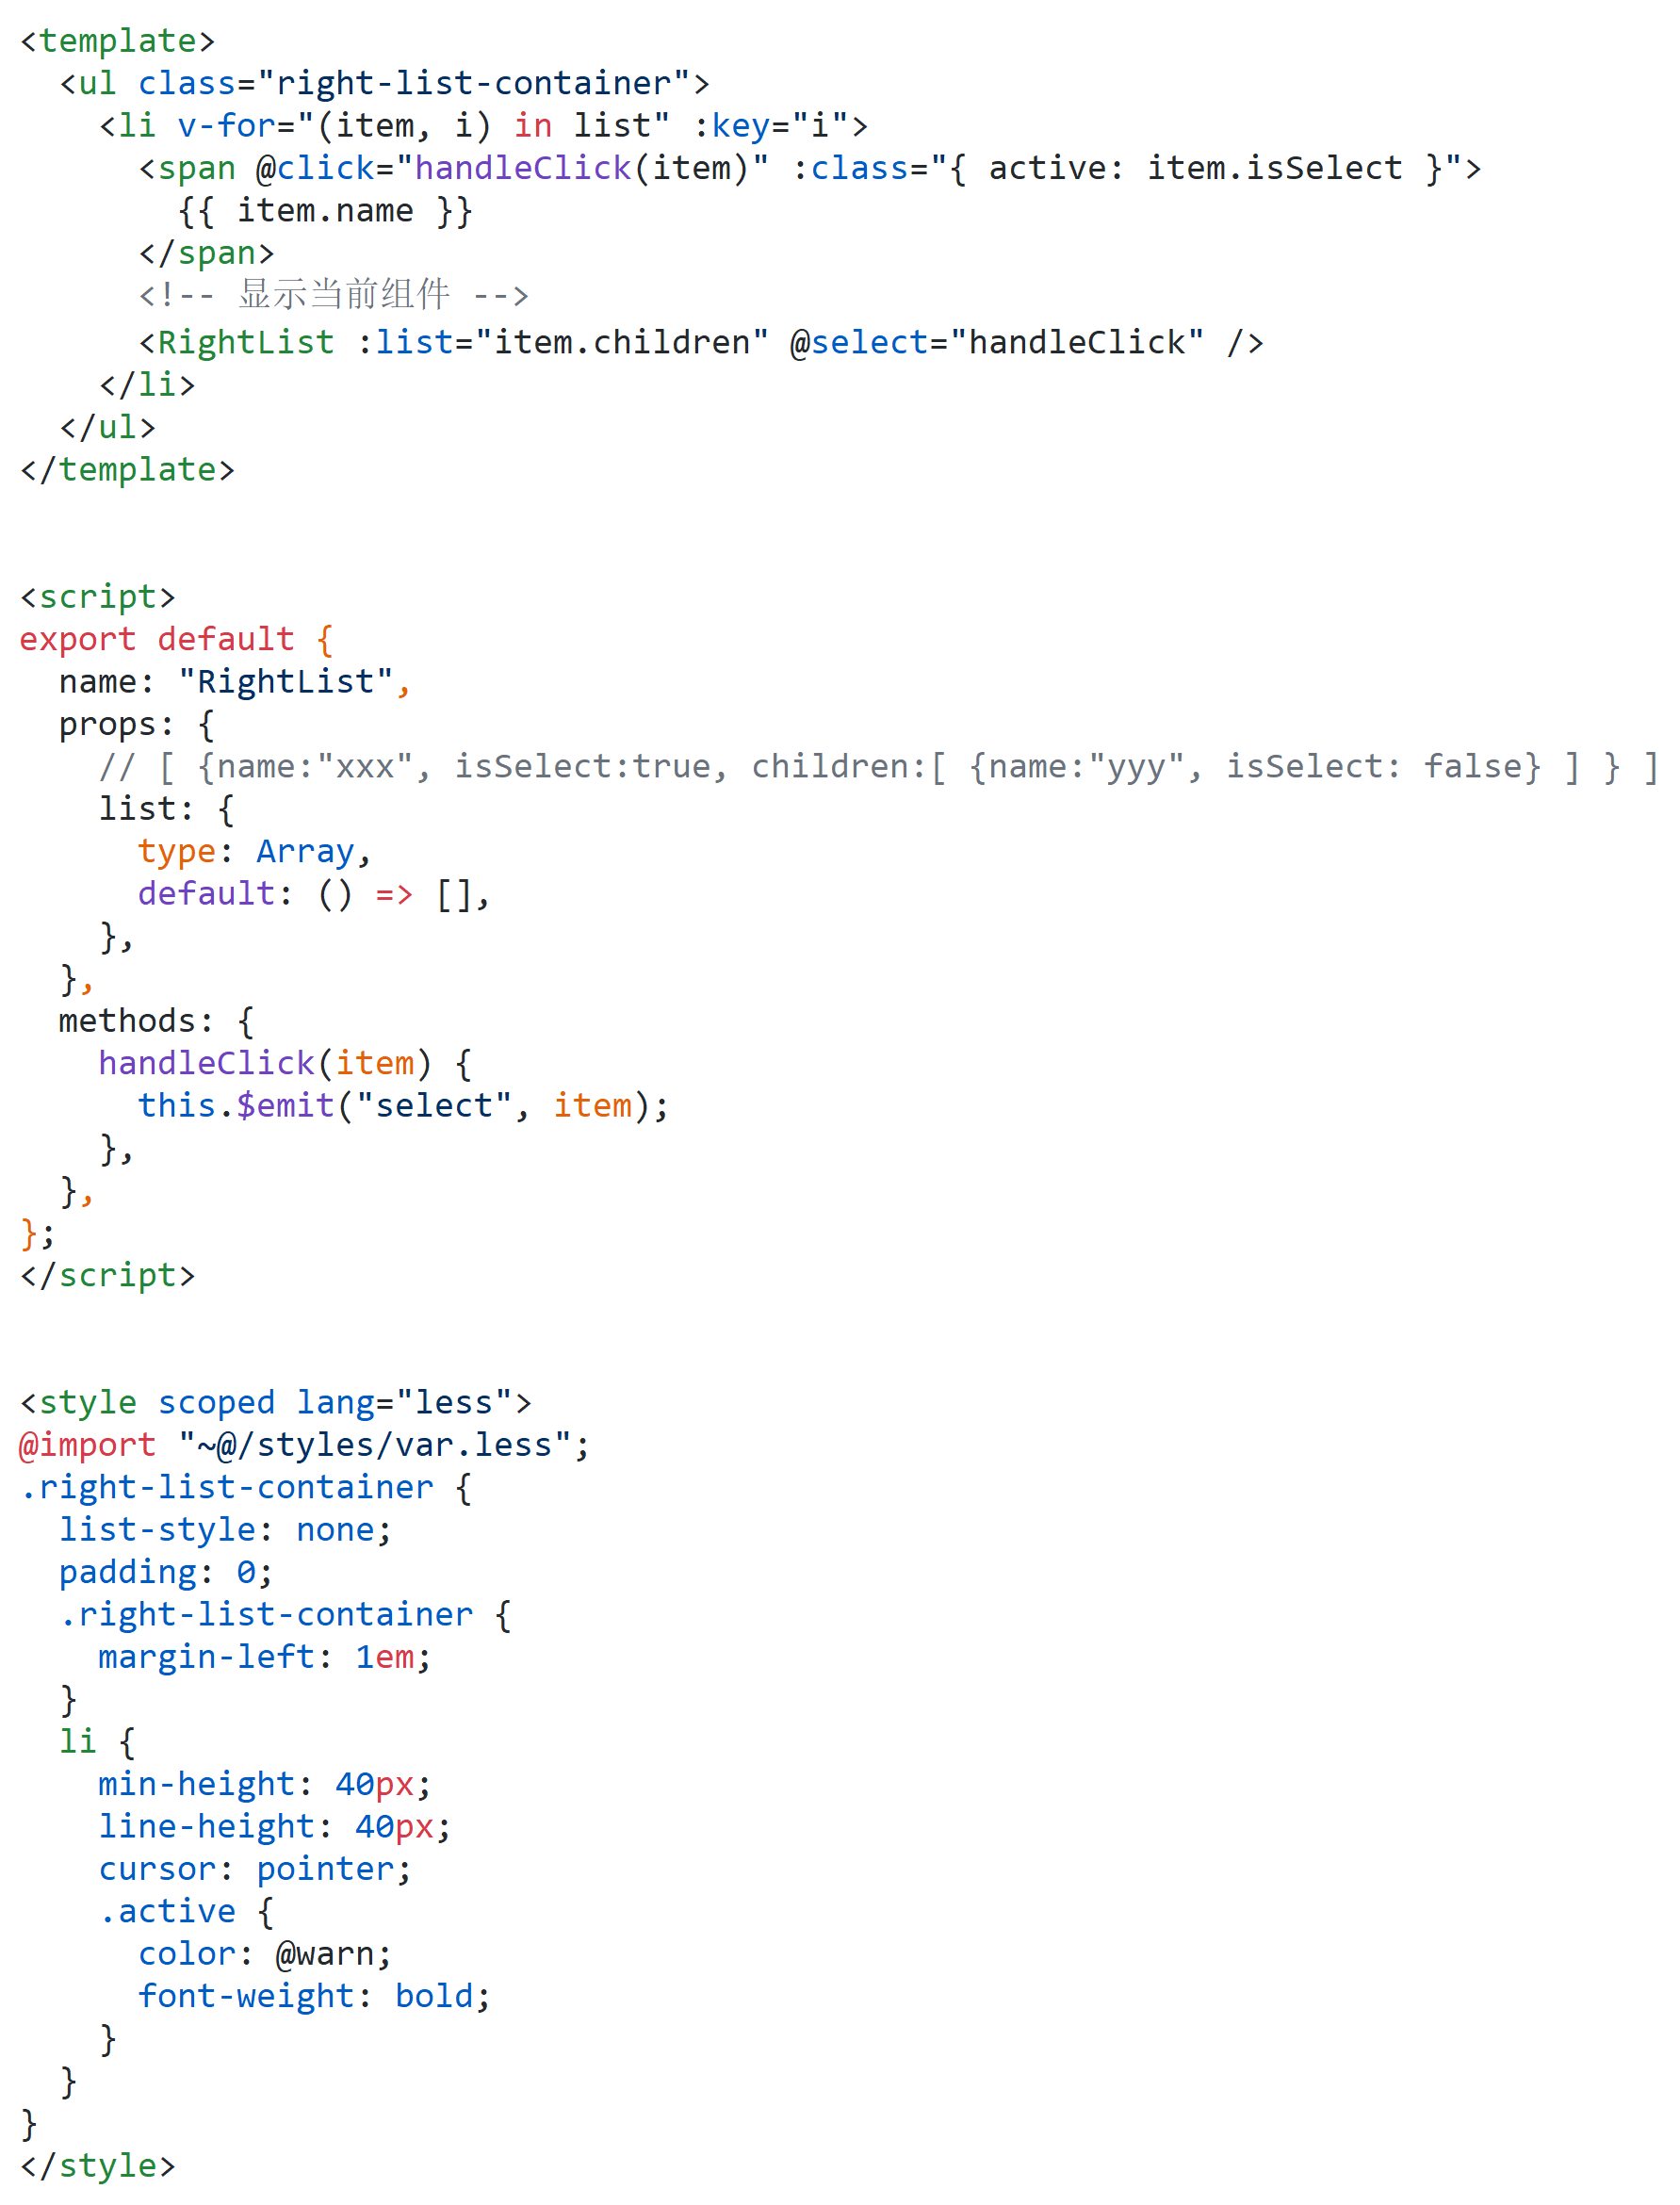 <template>
  <ul class="right-list-container">
    <li v-for="(item, i) in list" :key="i">
      <span @click="handleClick(item)" :class="{ active: item.isSelect }">
        {{ item.name }}
      </span>
      <!-- 显示当前组件 -->
      <RightList :list="item.children" @select="handleClick" />
    </li>
  </ul>
</template>


<script>
export default {
  name: "RightList",
  props: {
    // [ {name:"xxx", isSelect:true, children:[ {name:"yyy", isSelect: false} ] } ]
    list: {
      type: Array,
      default: () => [],
    },
  },
  methods: {
    handleClick(item) {
      this.$emit("select", item);
    },
  },
};
</script>


<style scoped lang="less">
@import "~@/styles/var.less";
.right-list-container {
  list-style: none;
  padding: 0;
  .right-list-container {
    margin-left: 1em;
  }
  li {
    min-height: 40px;
    line-height: 40px;
    cursor: pointer;
    .active {
      color: @warn;
      font-weight: bold;
    }
  }
}
</style>